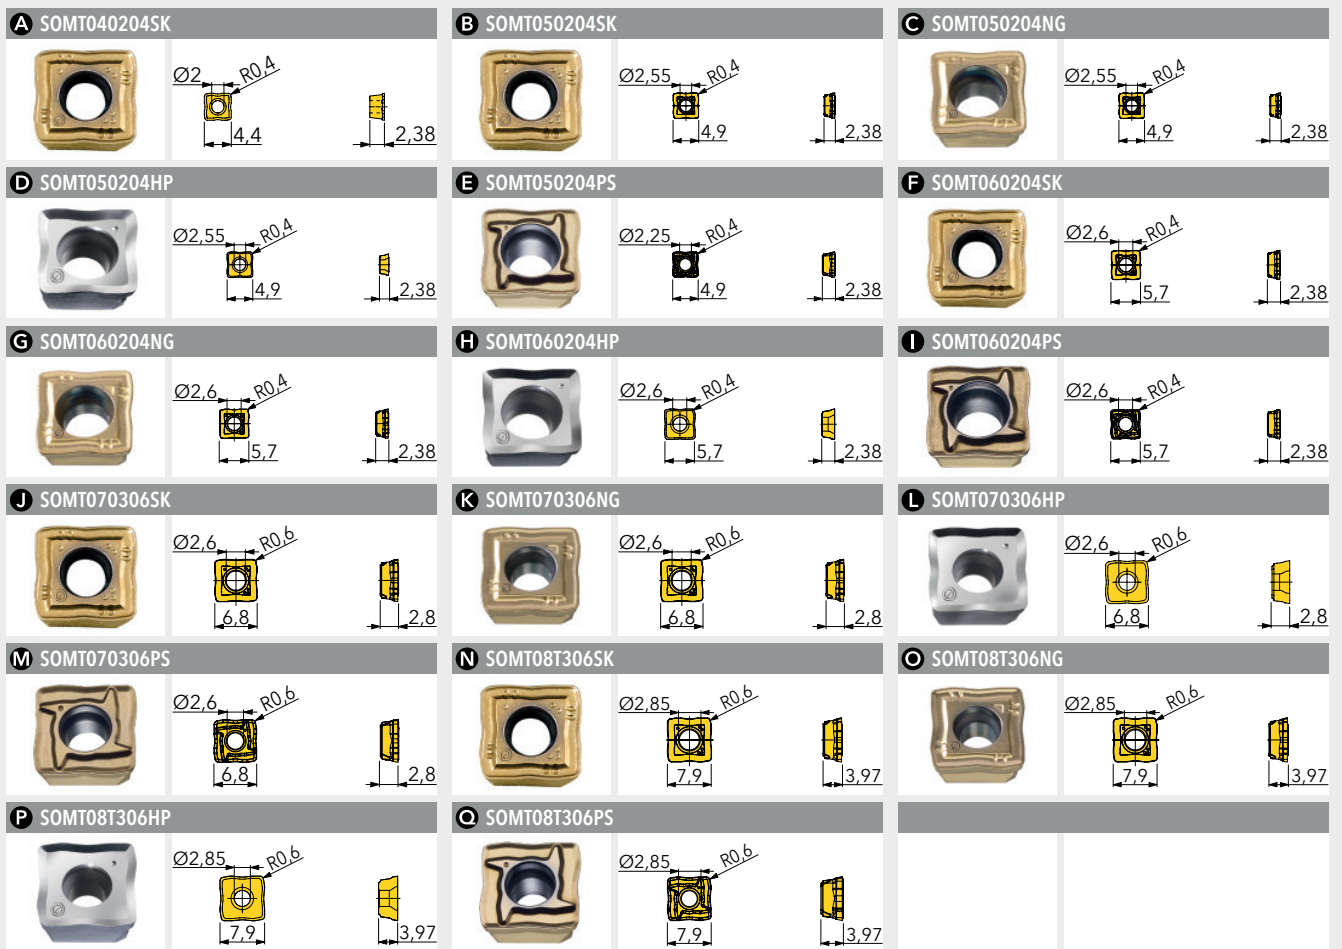 A SOMT040204SK
Ø2 R0,4
4,4 2,38
B SOMT050204SK
Ø2,55 R0,4
4,9 2,38
C SOMT050204NG
Ø2,55 R0,4
4,9 2,38
D SOMT050204HP
Ø2,55 R0,4
4,9 2,38
E SOMT050204PS
Ø2,25 R0,4
4,9 2,38
F SOMT060204SK
Ø2,6 R0,4
5,7 2,38
G SOMT060204NG
Ø2,6 R0,4
5,7 2,38
H SOMT060204HP
Ø2,6 R0,4
5,7 2,38
I SOMT060204PS
Ø2,6 R0,4
5,7 2,38
J SOMT070306SK
Ø2,6 R0,6
6,8 2,8
K SOMT070306NG
Ø2,6 R0,6
6,8 2,8
L SOMT070306HP
Ø2,6 R0,6
6,8 2,8
M SOMT070306PS
Ø2,6 R0,6
6,8 2,8
N SOMT08T306SK
Ø2,85 R0,6
7,9 3,97
O SOMT08T306NG
Ø2,85 R0,6
7,9 3,97
P SOMT08T306HP
Ø2,85 R0,6
7,9 3,97
Q SOMT08T306PS
Ø2,85 R0,6
7,9 3,97